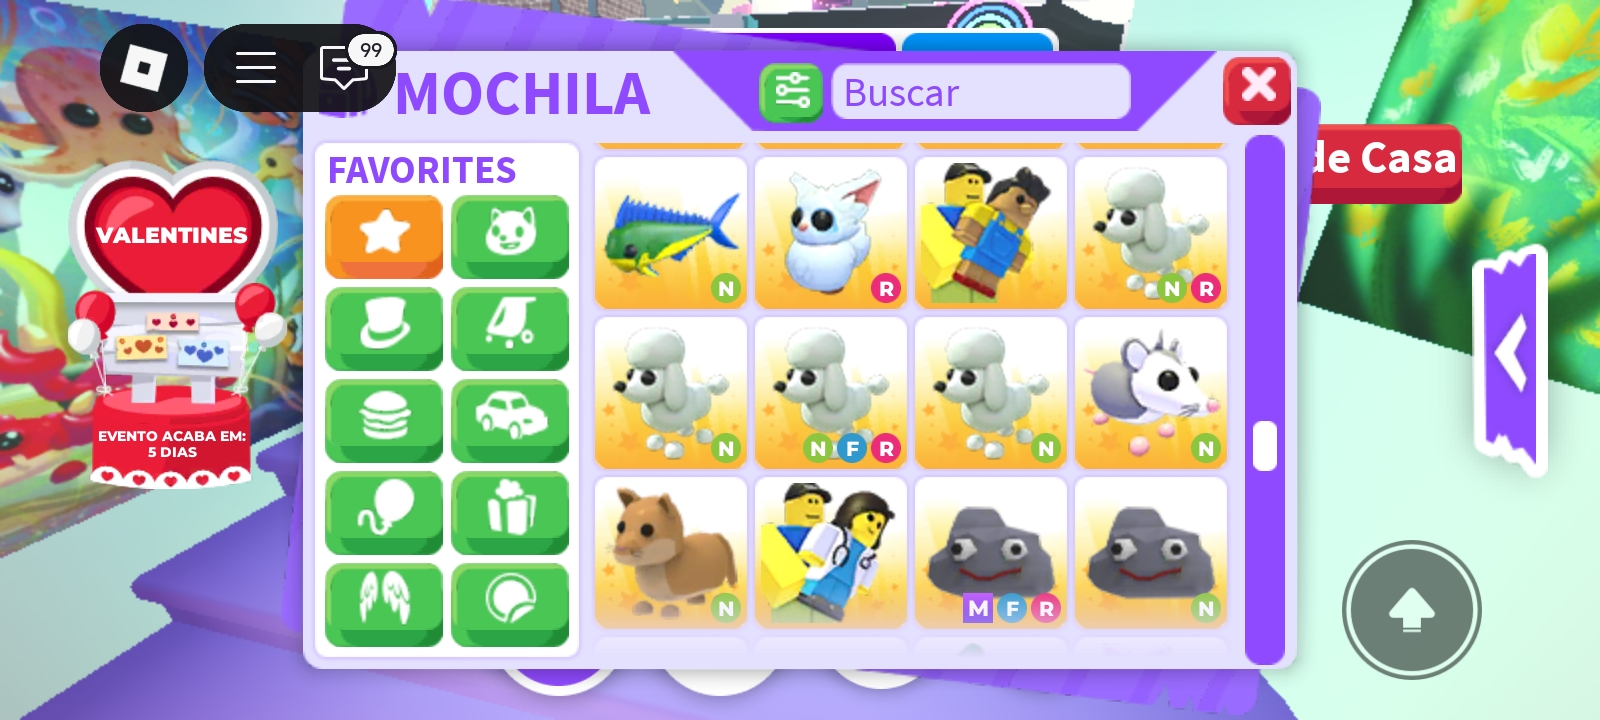 99
MOCHILA
Buscar
FAVORITES
de Casa
VALENTINES
EVENTO ACABA EM:
5 DIAS
N
R
N R
N
N F R
N
N
N
M F R
N